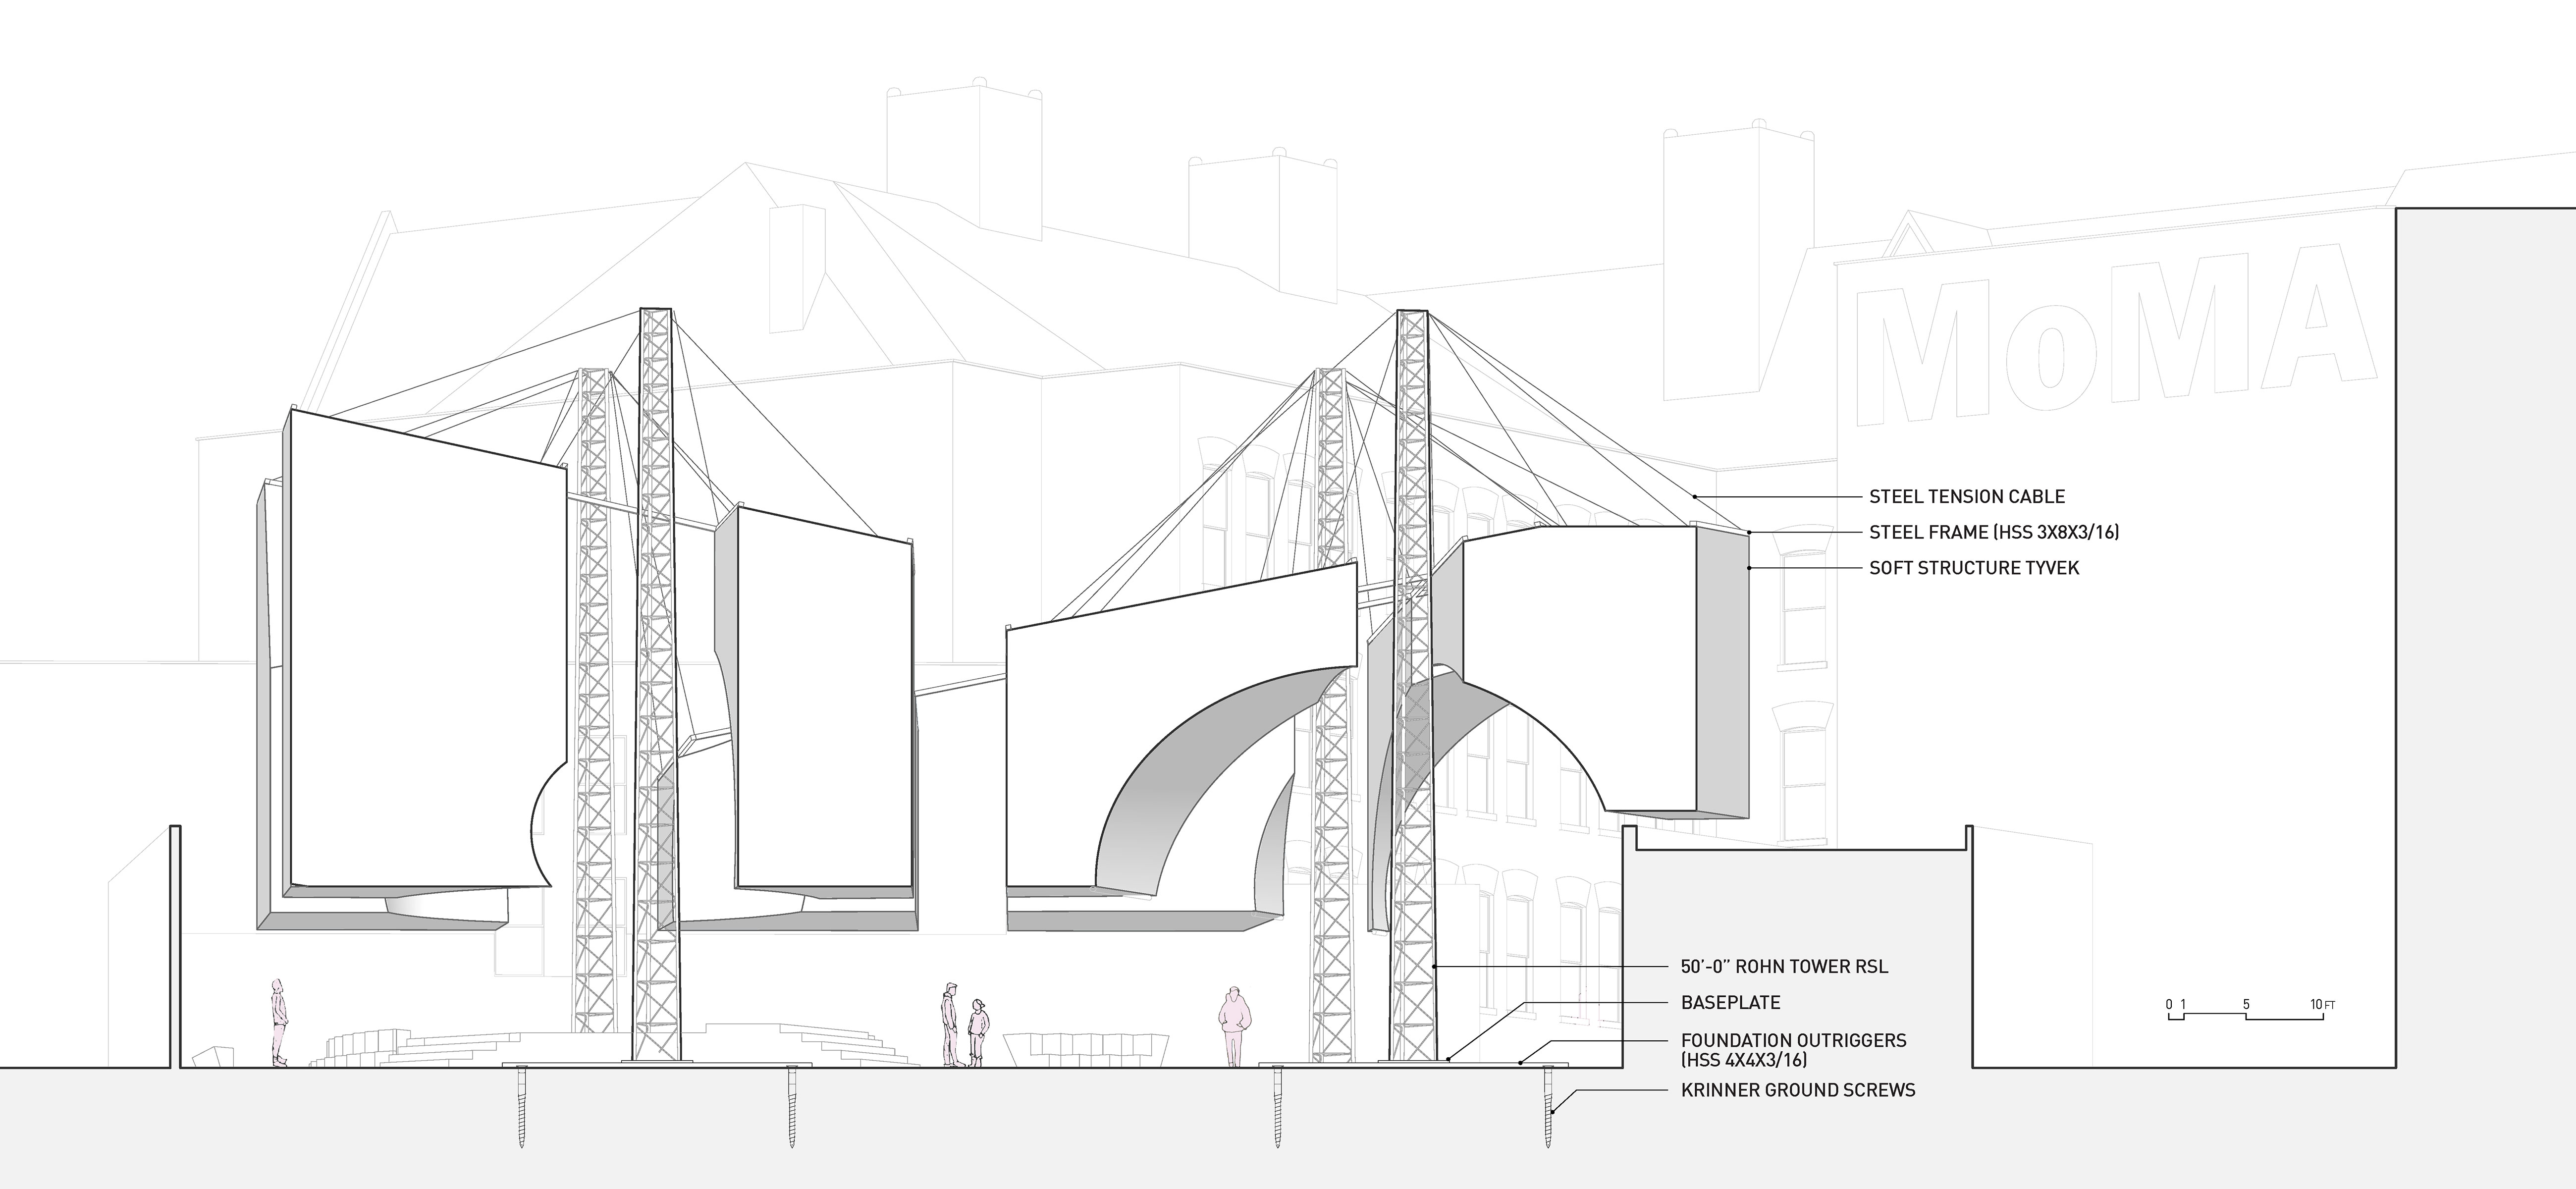 MoMA
STEEL TENSION CABLE
STEEL FRAME (HSS 3X8X3/16)
SOFT STRUCTURE TYVEK
50'-0” ROHN TOWER RSL
BASEPLATE
FOUNDATION OUTRIGGERS
(HSS 4X4X3/16)
KRINNER GROUND SCREWS
0 1 5 10 FT